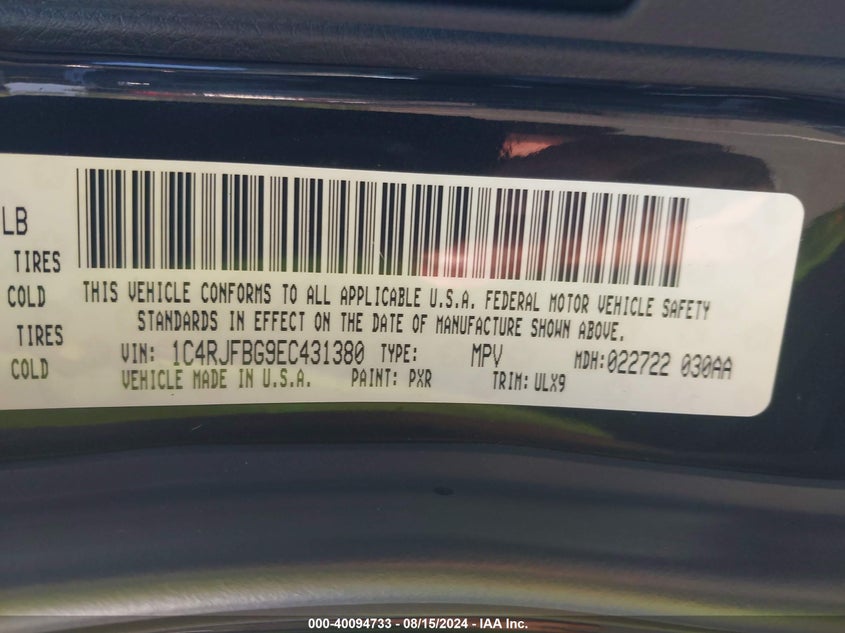 LB
TIRES
COLD
TIRES
COLD
THIS VEHICLE CONFORMS TO ALL APPLICABLE U.S.A. FEDERAL MOTOR VEHICLE SAFETY
STANDARDS IN EFFECT ON THE DATE OF MANUFACTURE SHOWN ABOVE.
VIN: 1C4RJFBG9EC431380 TYPE: MPV MDH:022722 030AA
VEHICLE MADE IN U.S.A. PAINT: PXR TRIM: ULX9
000-40094733 - 08/15/2024 - IAA Inc.